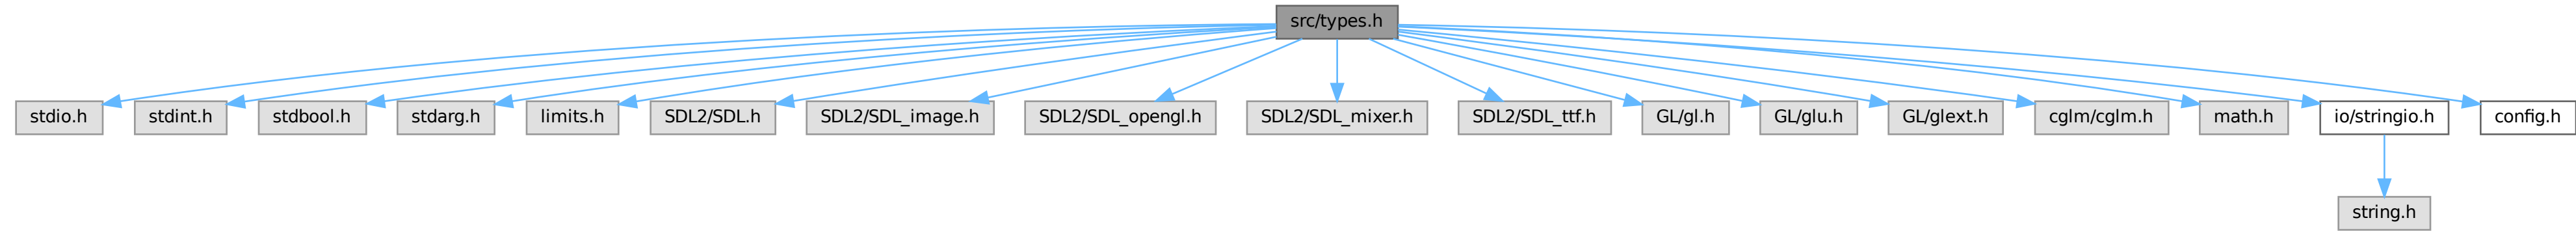 src/types.h
stdio.h
stdint.h
stdbool.h
stdarg.h
limits.h
SDL2/SDL.h
SDL2/SDL_image.h
SDL2/SDL_opengl.h
SDL2/SDL_mixer.h
SDL2/SDL_ttf.h
GL/gl.h
GL/glu.h
GL/glext.h
cglm/cglm.h
math.h
io/stringio.h
config.h
string.h